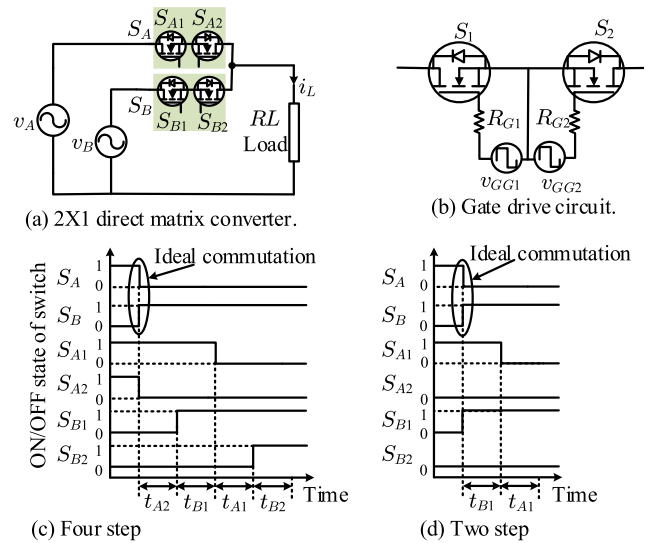 S_A S_A1 S_A2
S_B S_B1 S_B2
v_A v_B
i_L
RL
Load
(a) 2X1 direct matrix converter.
S_1 S_2
R_G1 R_G2
v_GG1 v_GG2
(b) Gate drive circuit.
ON/OFF state of switch
Ideal commutation
S_A 1 0
S_B 1 0
S_A1 1 0
S_A2 1 0
S_B1 1 0
S_B2 1 0
Time
t_A2 t_B1 t_A1 t_B2
(c) Four step
Ideal commutation
S_A 1 0
S_B 1 0
S_A1 1 0
S_A2 1 0
S_B1 1 0
S_B2 1 0
Time
t_B1 t_A1
(d) Two step